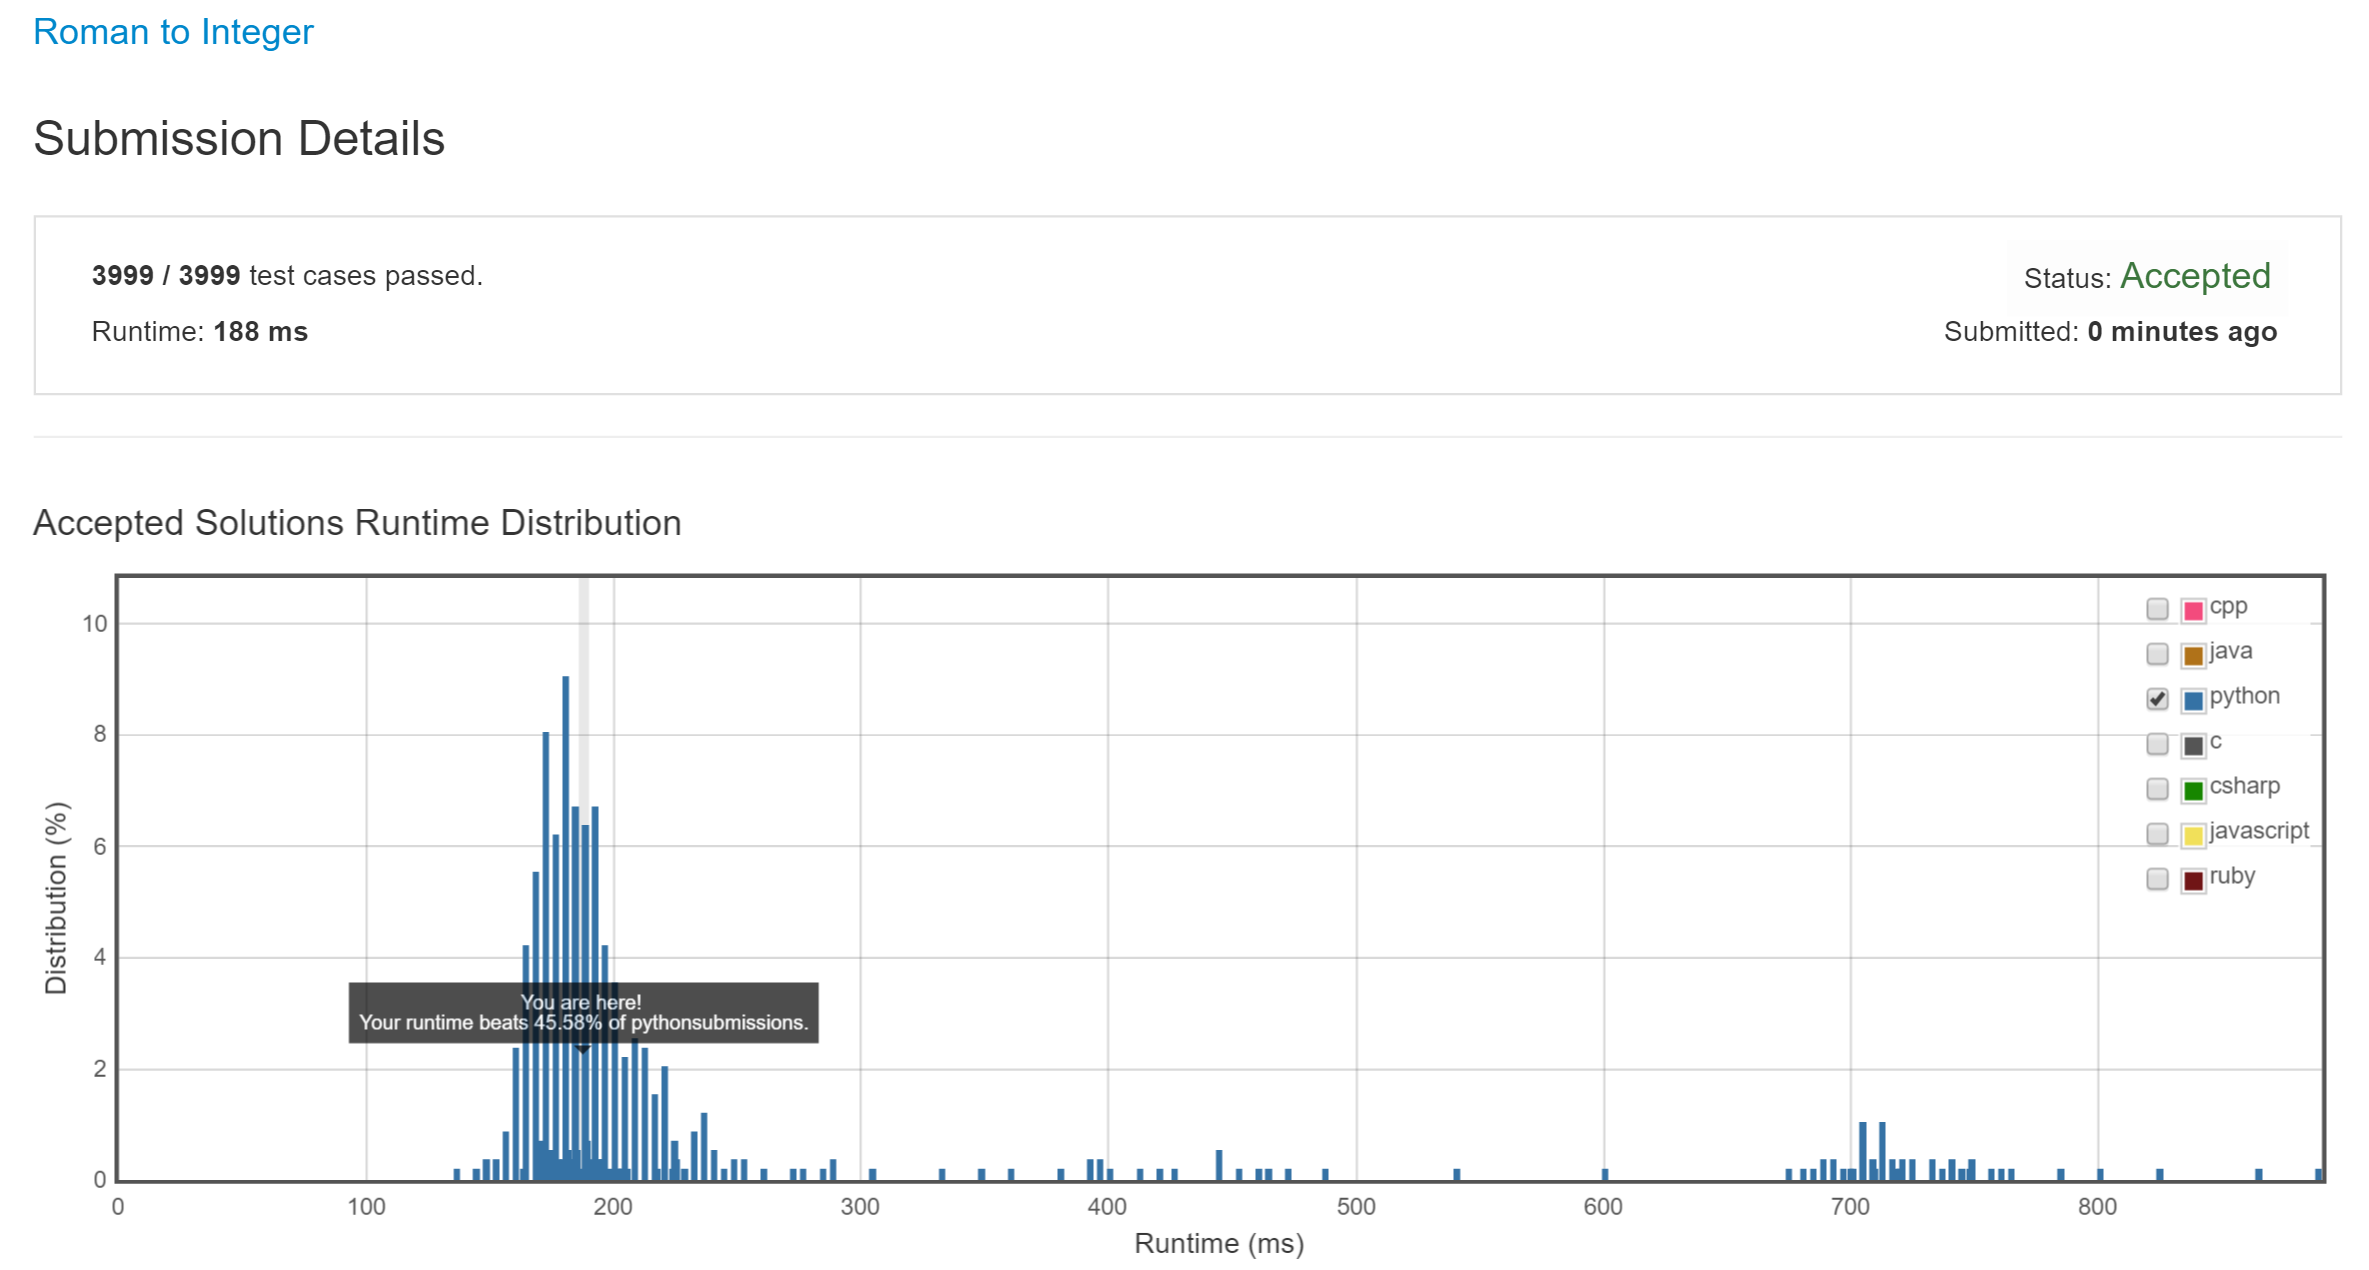 Roman to Integer
Submission Details
3999 / 3999 test cases passed.
Status: Accepted
Runtime: 188 ms
Submitted: 0 minutes ago
Accepted Solutions Runtime Distribution
Distribution (%)
10
8
6
4
2
0
You are here!
Your runtime beats 45.58% of pythonsubmissions.
cpp
java
python
c
csharp
javascript
ruby
0 100 200 300 400 500 600 700 800
Runtime (ms)